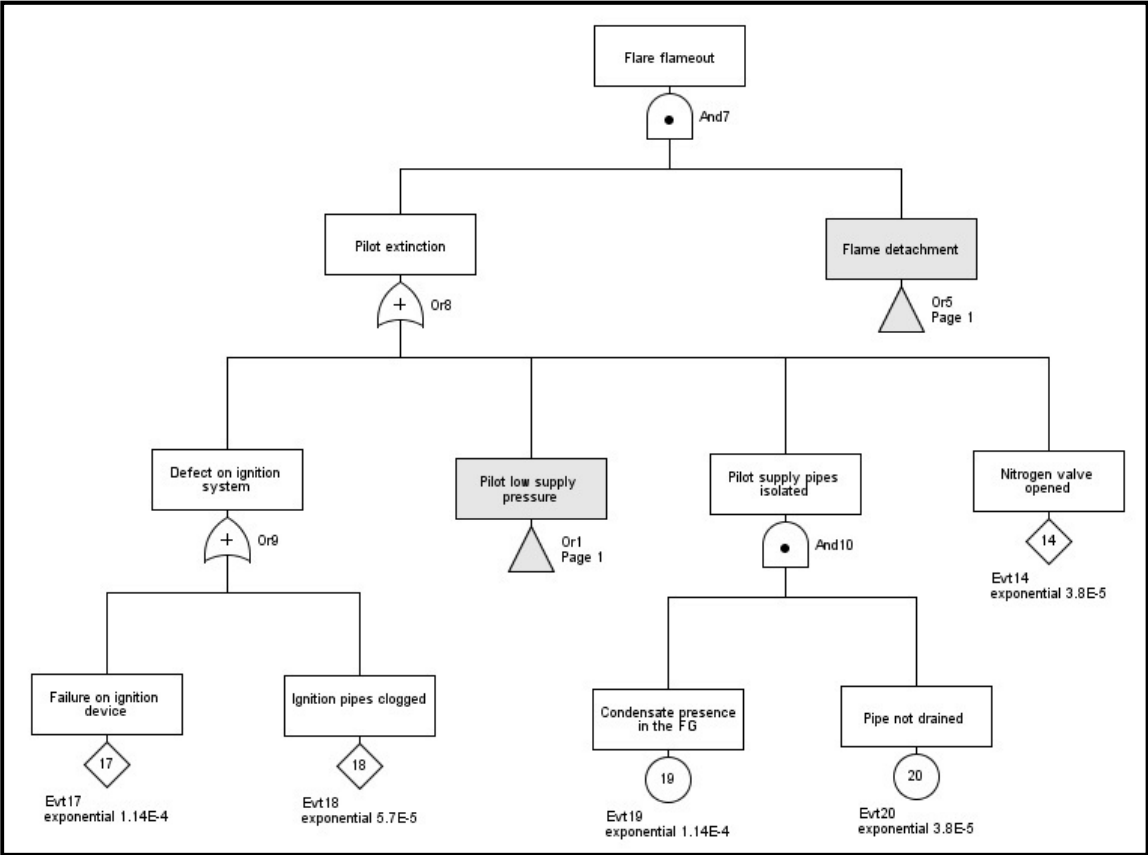 Flare flameout
And7
Pilot extinction
Or8
Flame detachment
Or5
Page 1
Defect on ignition
system
Or9
Pilot low supply
pressure
Or1
Page 1
Pilot supply pipes
isolated
And10
Nitrogen valve
opened
14
Evt14
exponential 3.8E-5
Failure on ignition
device
17
Evt17
exponential 1.14E-4
Ignition pipes clogged
18
Evt18
exponential 5.7E-5
Condensate presence
in the FG
19
Evt19
exponential 1.14E-4
Pipe not drained
20
Evt20
exponential 3.8E-5